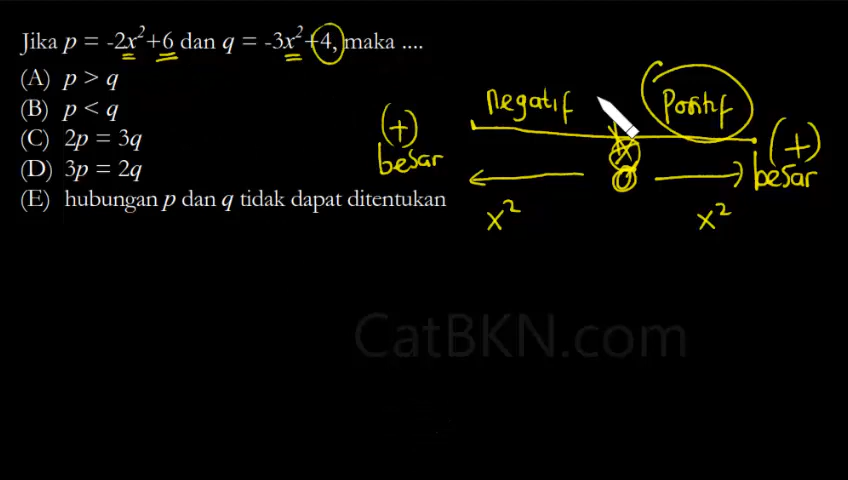 Jika p = -2x²+6 dan q = -3x²+4, maka ....
(A) p > q
(B) p < q
(C) 2p = 3q
(D) 3p = 2q
(E) hubungan p dan q tidak dapat ditentukan
negatif
Positif
(+)
besar
(+)
besar
0
x²
x²
CatBKN.com